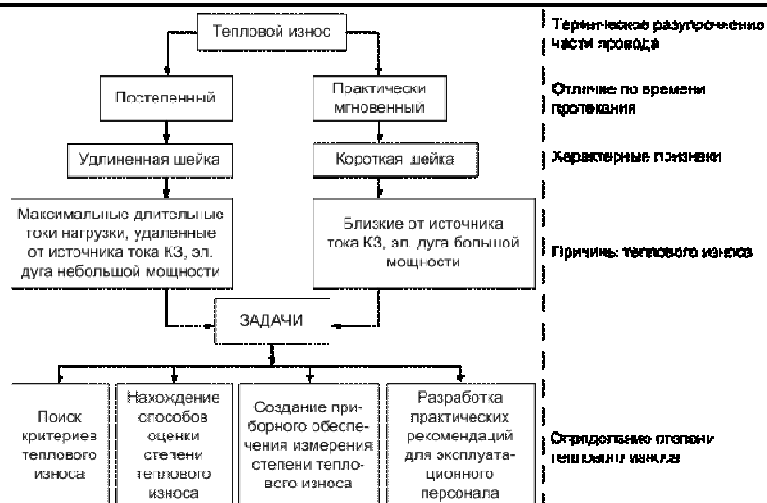 Тепловой износ
Термическое разупрочнение
части провода
Постепенный
Практически
мгновенный
Отличие по времени
протекания
Удлиненная шейка
Короткая шейка
Характерные признаки
Максимальные длительные
токи нагрузки, удаленные
от источника тока КЗ, эл.
дуга небольшой мощности
Близкие от источника
тока КЗ, эл. дуга большой
мощности
Причины теплового износа
ЗАДАЧИ
Поиск
критериев
теплового
износа
Нахождение
способов
оценки
степени
теплового
износа
Создание при-
борного обеспе-
чения измерения
степени тепло-
вого износа
Разработка
практических
рекомендаций
для эксплуата-
ционного
персонала
Определение степени
теплового износа